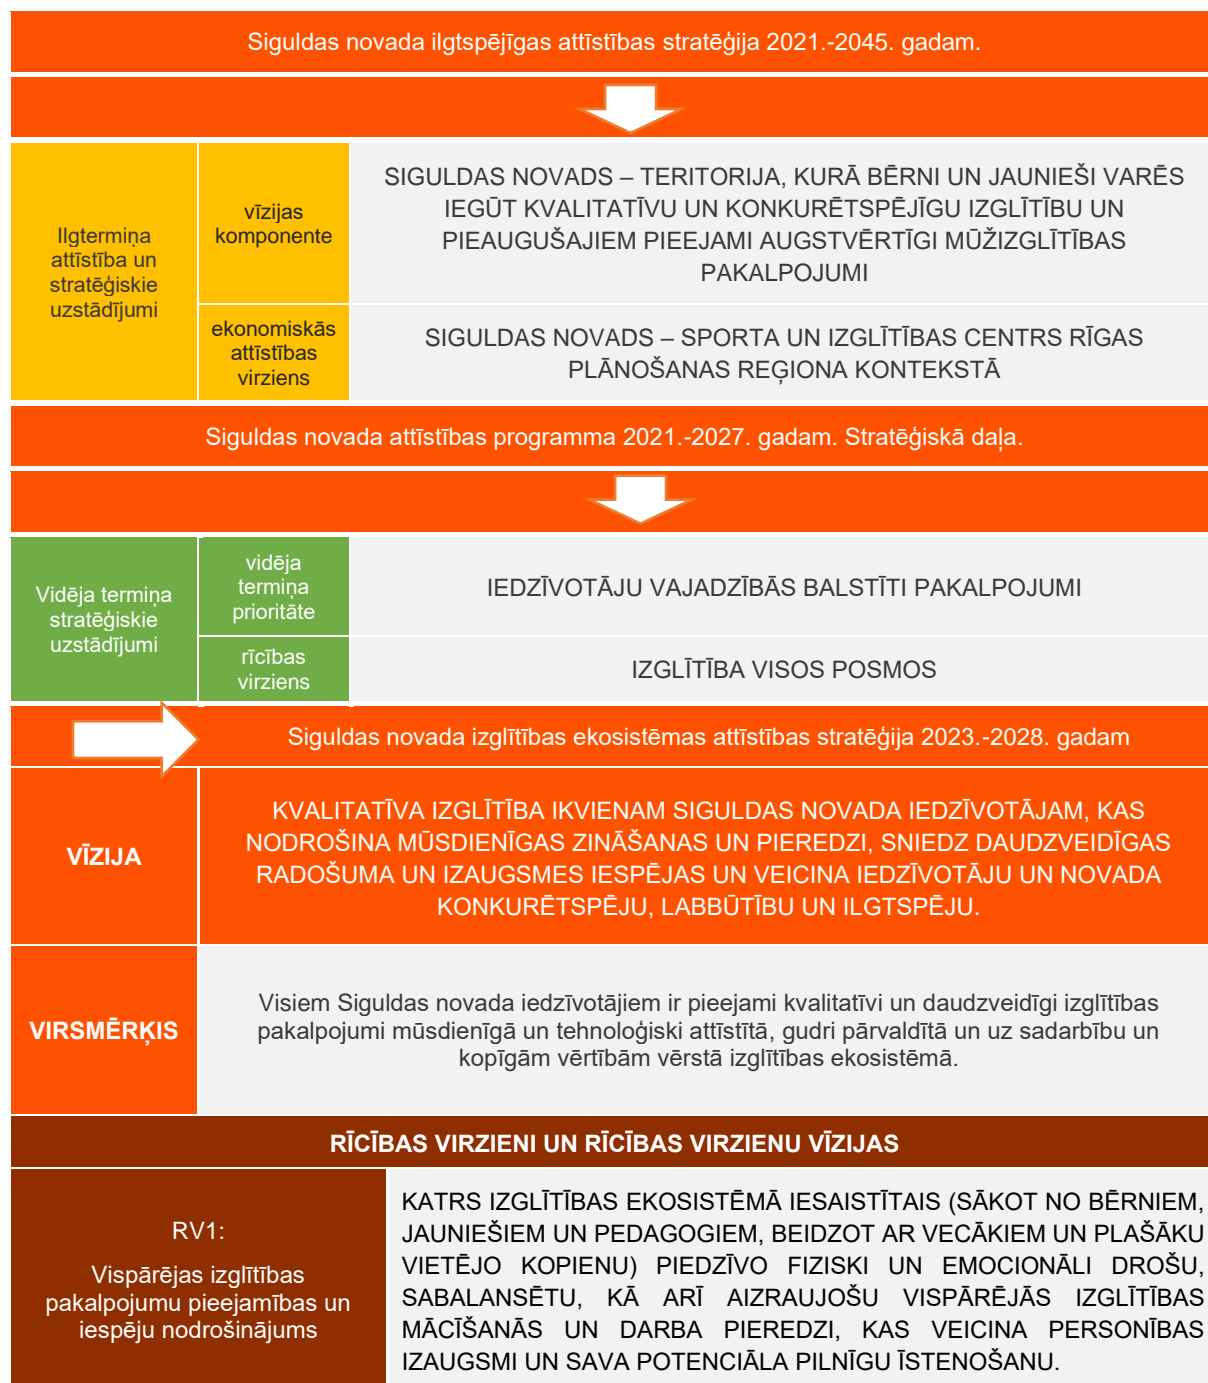 Siguldas novada ilgtspējīgas attīstības stratēģija 2021.-2045. gadam.
Ilgtermiņa
attīstība un
stratēģiskie
uzstādījumi
vīzijas
komponente
SIGULDAS NOVADS – TERITORIJA, KURĀ BĒRNI UN JAUNIEŠI VARĒS
IEGŪT KVALITATĪVU UN KONKURĒTSPĒJĪGU IZGLĪTĪBU UN
PIEAUGUŠAJIEM PIEEJAMI AUGSTVĒRTĪGI MŪŽIZGLĪTĪBAS
PAKALPOJUMI
ekonomiskās
attīstības
virziens
SIGULDAS NOVADS – SPORTA UN IZGLĪTĪBAS CENTRS RĪGAS
PLĀNOŠANAS REĢIONA KONTEKSTĀ
Siguldas novada attīstības programma 2021.-2027. gadam. Stratēģiskā daļa.
Vidēja termiņa
stratēģiskie
uzstādījumi
vidēja
termiņa
prioritāte
IEDZĪVOTĀJU VAJADZĪBĀS BALSTĪTI PAKALPOJUMI
rīcības
virziens
IZGLĪTĪBA VISOS POSMOS
Siguldas novada izglītības ekosistēmas attīstības stratēģija 2023.-2028. gadam
VĪZIJA
KVALITATĪVA IZGLĪTĪBA IKVIENAM SIGULDAS NOVADA IEDZĪVOTĀJAM, KAS
NODROŠINA MŪSDIENĪGAS ZINĀŠANAS UN PIEREDZI, SNIEDZ DAUDZVEIDĪGAS
RADOŠUMA UN IZAUGSMES IESPĒJAS UN VEICINA IEDZĪVOTĀJU UN NOVADA
KONKURĒTSPĒJU, LABBŪTĪBU UN ILGTSPĒJU.
VIRSMĒRĶIS
Visiem Siguldas novada iedzīvotājiem ir pieejami kvalitatīvi un daudzveidīgi izglītības
pakalpojumi mūsdienīgā un tehnoloģiski attīstītā, gudri pārvaldītā un uz sadarbību un
kopīgām vērtībām vērstā izglītības ekosistēmā.
RĪCĪBAS VIRZIENI UN RĪCĪBAS VIRZIENU VĪZIJAS
RV1:
Vispārējas izglītības
pakalpojumu pieejamības un
iespēju nodrošinājums
KATRS IZGLĪTĪBAS EKOSISTĒMĀ IESAISTĪTAIS (SĀKOT NO BĒRNIEM,
JAUNIEŠIEM UN PEDAGOGIEM, BEIDZOT AR VECĀKIEM UN PLAŠĀKU
VIETĒJO KOPIENU) PIEDZĪVO FIZISKI UN EMOCIONĀLI DROŠU,
SABALANSĒTU, KĀ ARĪ AIZRAUJOŠU VISPĀRĒJĀS IZGLĪTĪBAS
MĀCĪŠANĀS UN DARBA PIEREDZI, KAS VEICINA PERSONĪBAS
IZAUGSMI UN SAVA POTENCIĀLA PILNĪGU ĪSTENOŠANU.